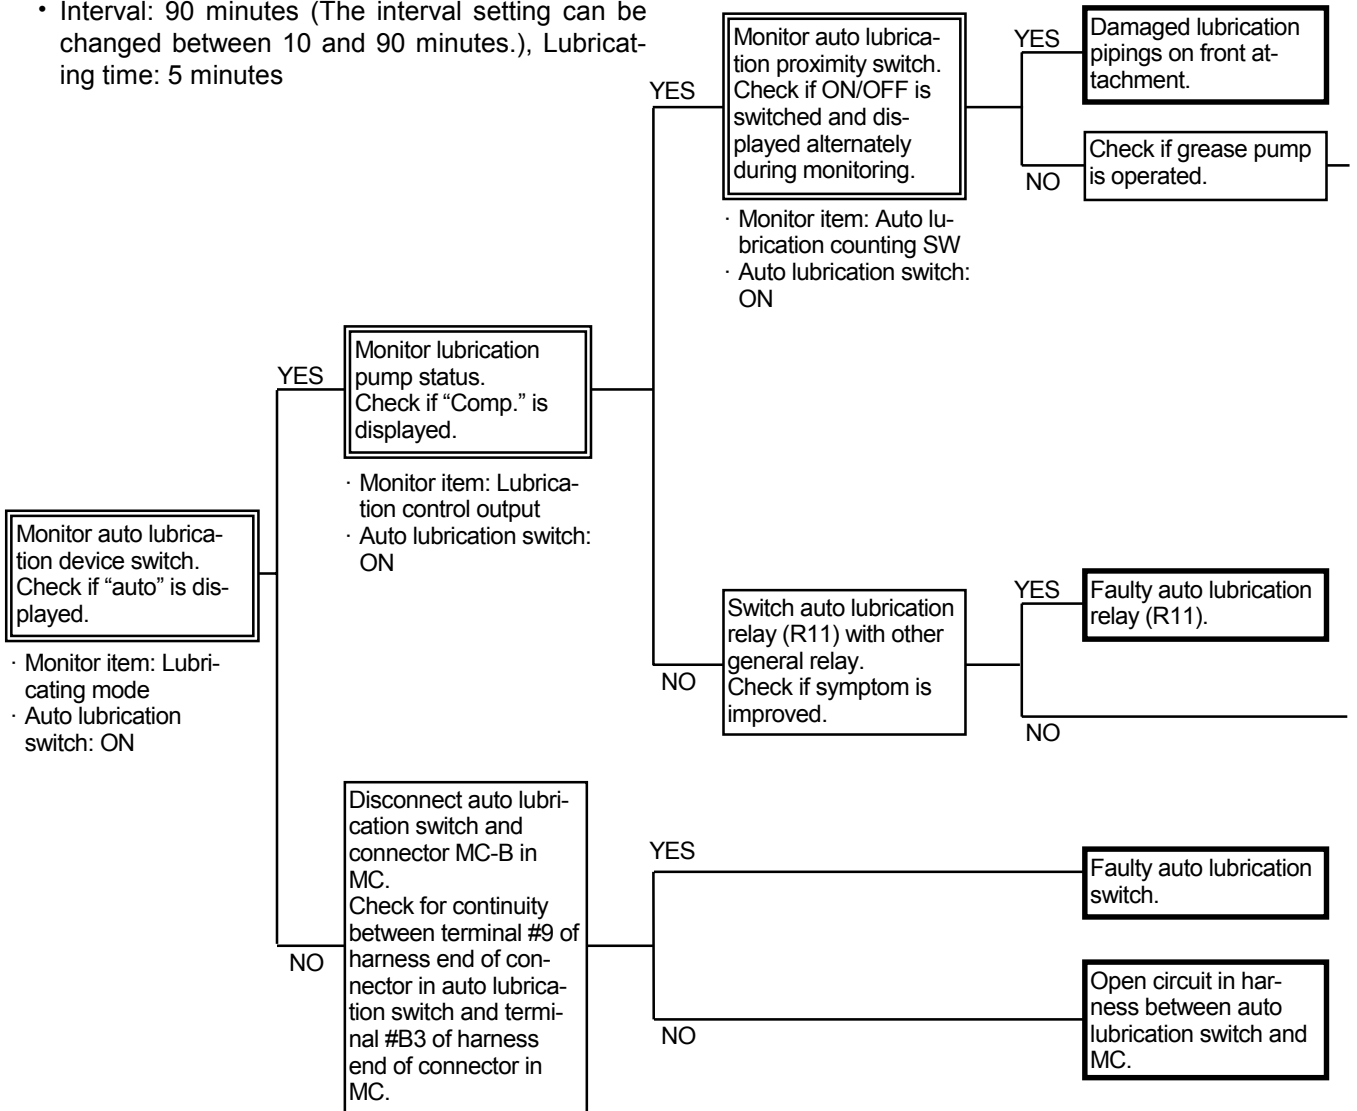 • Interval: 90 minutes (The interval setting can be
changed between 10 and 90 minutes.), Lubricat-
ing time: 5 minutes
Monitor auto lubrica-
tion device switch.
Check if “auto” is dis-
played.
· Monitor item: Lubri-
cating mode
· Auto lubrication
switch: ON
YES
Monitor lubrication
pump status.
Check if “Comp.” is
displayed.
· Monitor item: Lubrica-
tion control output
· Auto lubrication switch:
ON
YES
Monitor auto lubrica-
tion proximity switch.
Check if ON/OFF is
switched and dis-
played alternately
during monitoring.
· Monitor item: Auto lu-
brication counting SW
· Auto lubrication switch:
ON
YES
Damaged lubrication
pipings on front at-
tachment.
NO
Check if grease pump
is operated.
NO
Switch auto lubrication
relay (R11) with other
general relay.
Check if symptom is
improved.
YES
Faulty auto lubrication
relay (R11).
NO
NO
Disconnect auto lubri-
cation switch and
connector MC-B in
MC.
Check for continuity
between terminal #9 of
harness end of con-
nector in auto lubrica-
tion switch and termi-
nal #B3 of harness
end of connector in
MC.
YES
Faulty auto lubrication
switch.
NO
Open circuit in har-
ness between auto
lubrication switch and
MC.